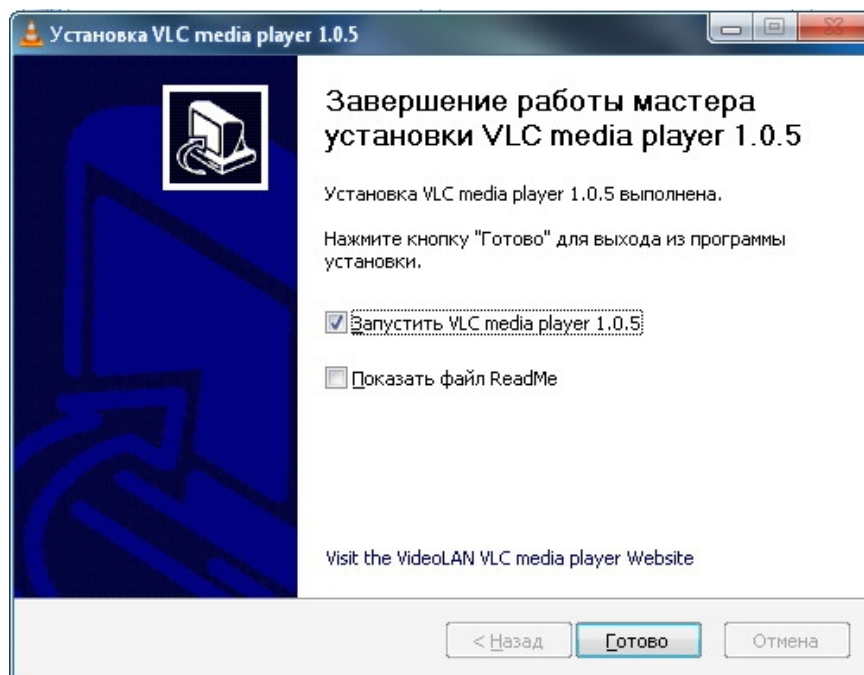 Установка VLC media player 1.0.5
Завершение работы мастера
установки VLC media player 1.0.5
Установка VLC media player 1.0.5 выполнена.
Нажмите кнопку "Готово" для выхода из программы
установки.
Запустить VLC media player 1.0.5
Показать файл ReadMe
Visit the VideoLAN VLC media player Website
< Назад Готово Отмена